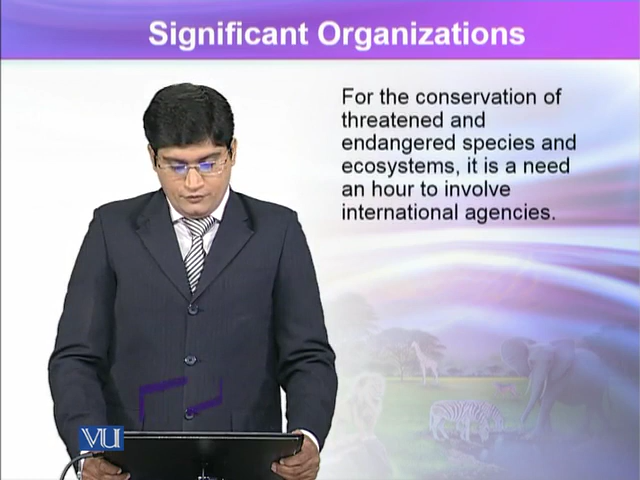 Significant Organizations
For the conservation of
threatened and
endangered species and
ecosystems, it is a need
an hour to involve
international agencies.
VU